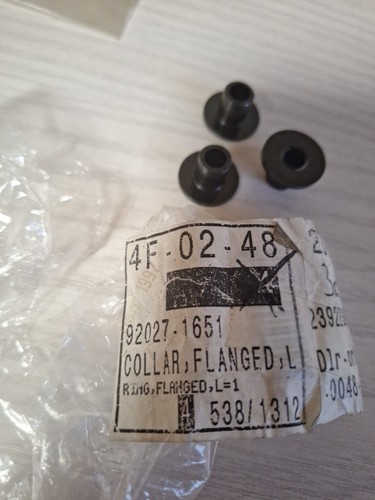 4F-02-48
92027-1651
COLLAR,FLANGED,L
RING,FLANGED,L=1
A 538/1312